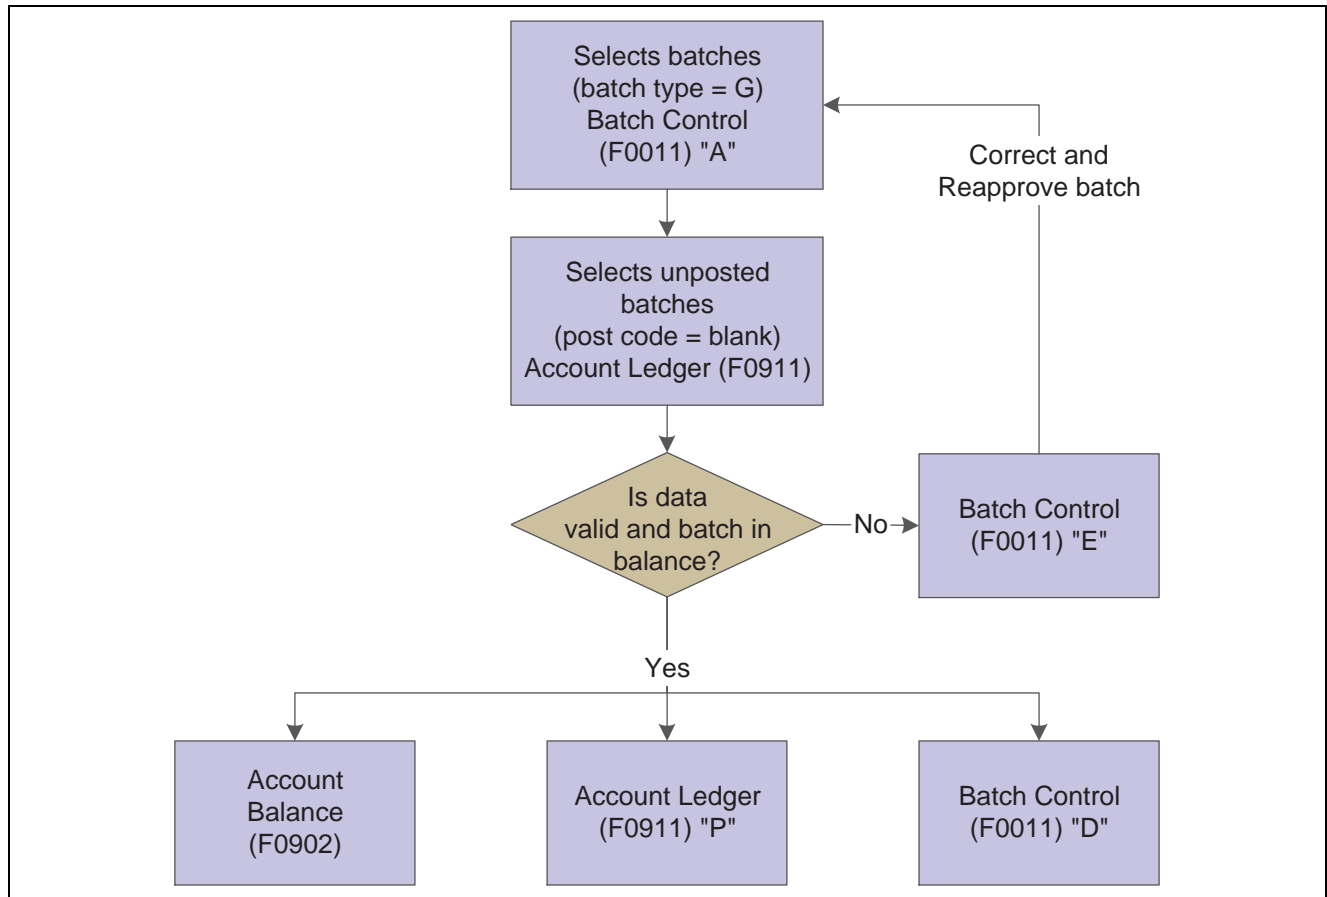 Selects batches
(batch type = G)
Batch Control
(F0011) "A"
Correct and
Reapprove batch
Selects unposted
batches
(post code = blank)
Account Ledger (F0911)
Is data
valid and batch in
balance?
No
Batch Control
(F0011) "E"
Yes
Account
Balance
(F0902)
Account Ledger
(F0911) "P"
Batch Control
(F0011) "D"